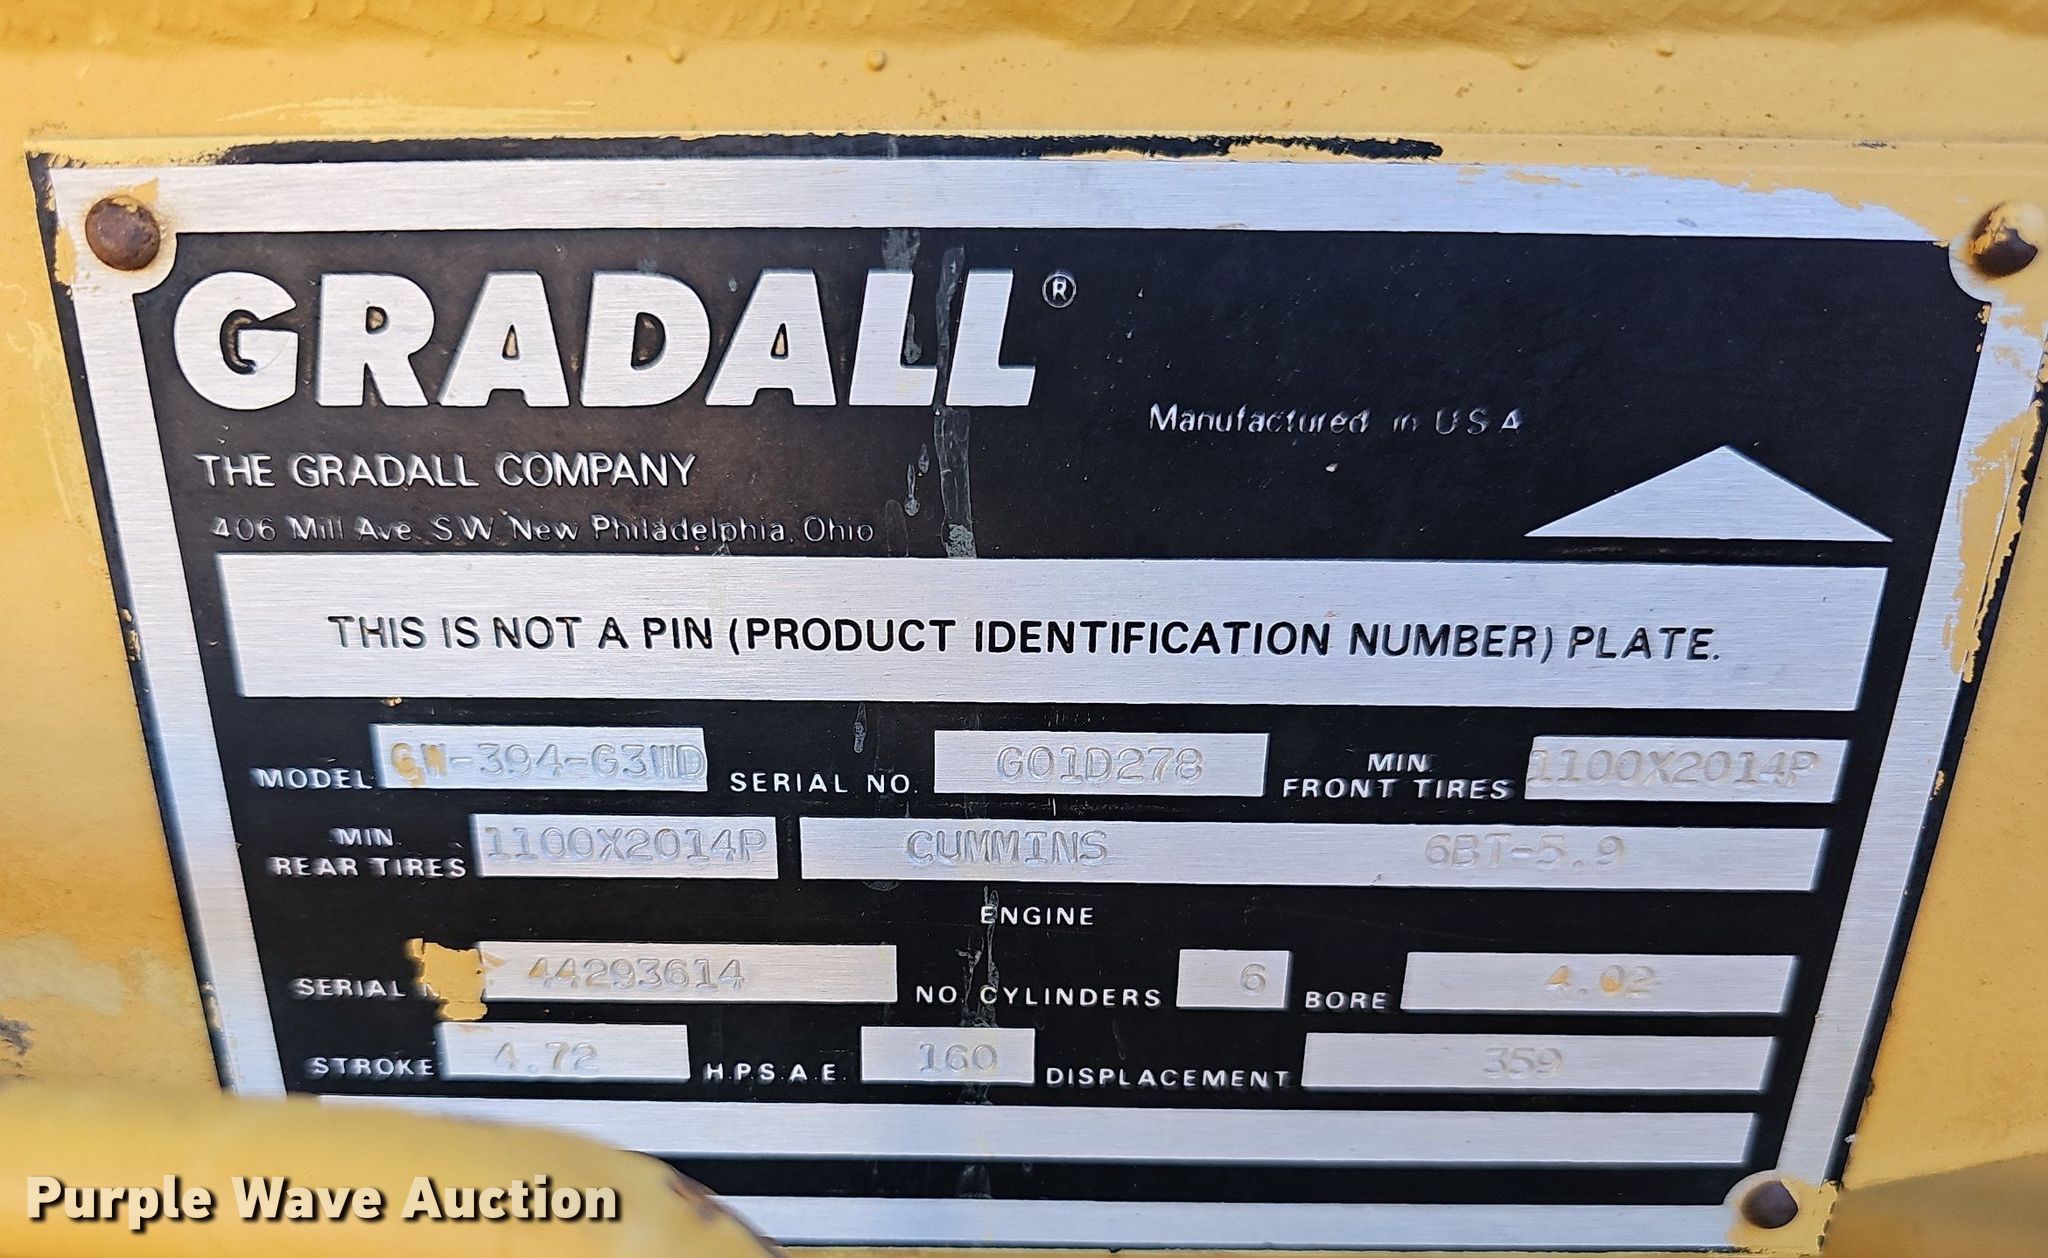 GRADALL®
Manufactured in U S A
THE GRADALL COMPANY
406 Mill Ave. S.W. New Philadelphia, Ohio
THIS IS NOT A PIN (PRODUCT IDENTIFICATION NUMBER) PLATE.
MODEL GW-394-G3WD SERIAL NO. G01D278 MIN. FRONT TIRES 1100X2014P
MIN. REAR TIRES 1100X2014P CUMMINS 6BT-5.9
ENGINE
SERIAL 44293614 NO. CYLINDERS 6 BORE 4.02
STROKE 4.72 H.P.S.A.E. 160 DISPLACEMENT 359
Purple Wave Auction